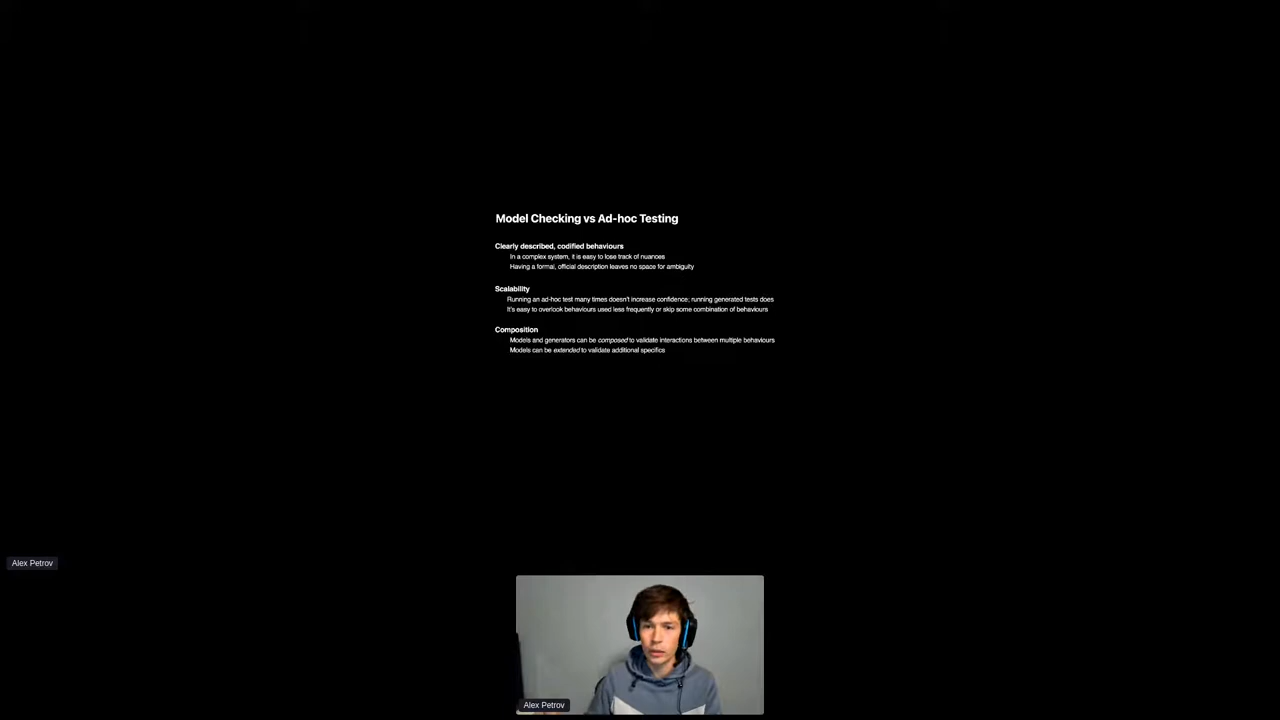 Model Checking vs Ad-hoc Testing
Clearly described, codified behaviours
In a complex system, it is easy to lose track of nuances
Having a formal, official description leaves no space for ambiguity
Scalability
Running an ad-hoc test many times doesn't increase confidence; running generated tests does
It's easy to overlook behaviours used less frequently or skip some combination of behaviours
Composition
Models and generators can be composed to validate interactions between multiple behaviours
Models can be extended to validate additional specifics
Alex Petrov
Alex Petrov